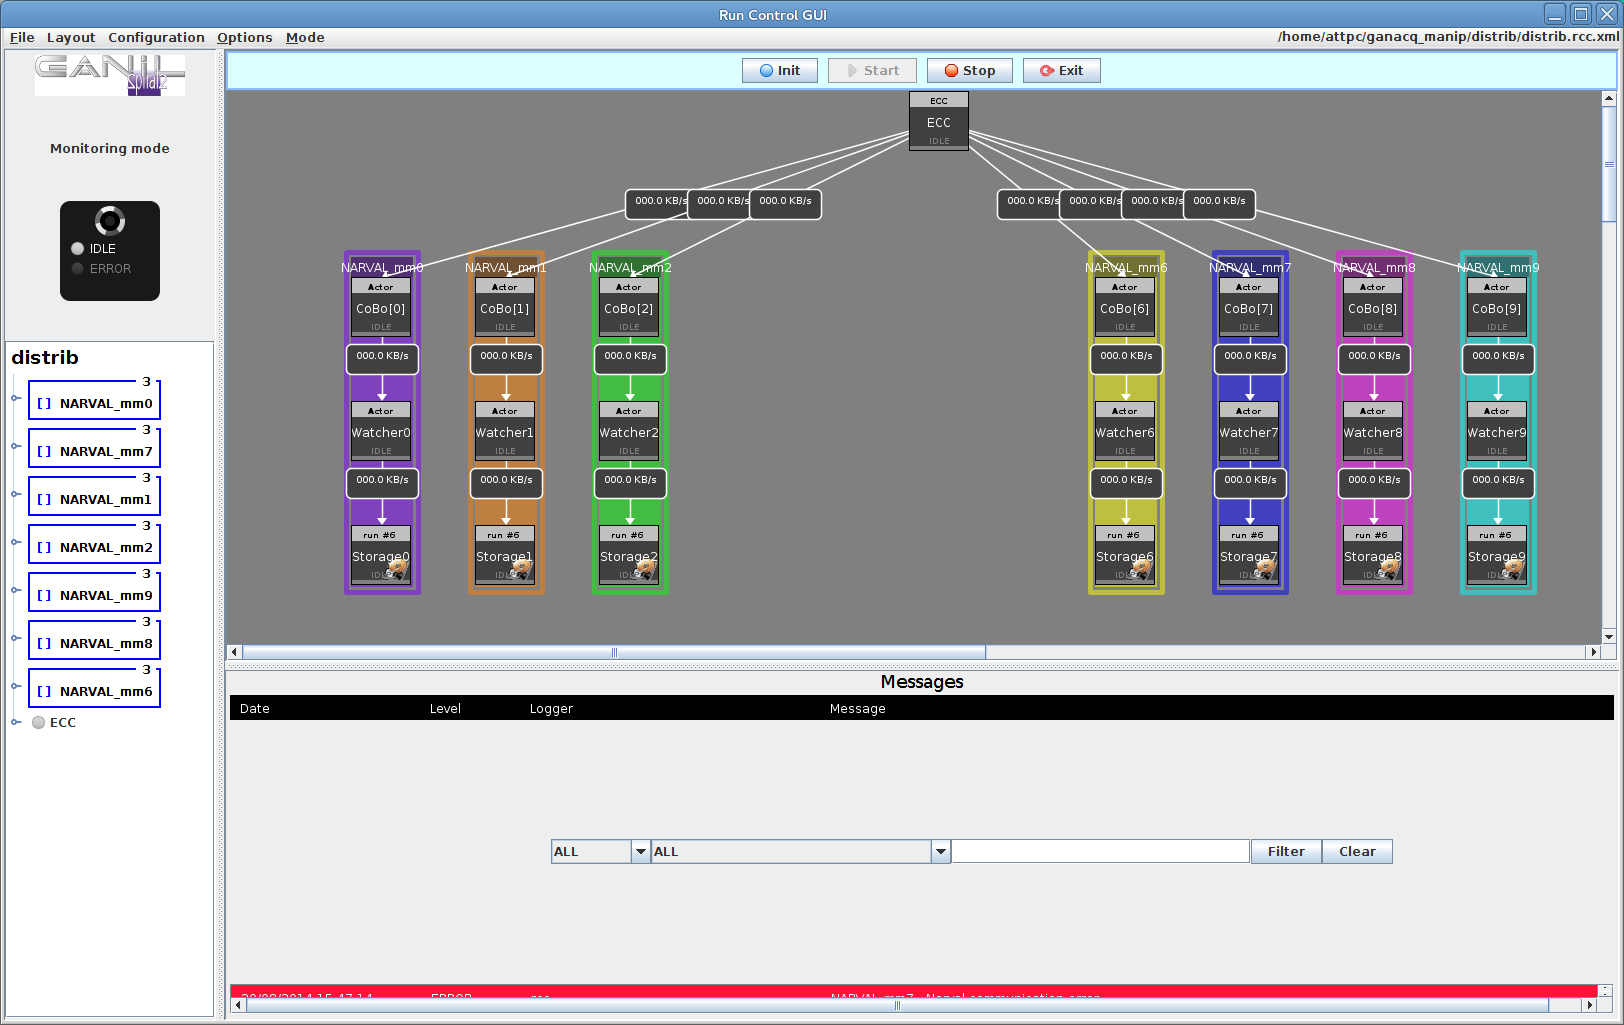 Run Control GUI
File Layout Configuration Options Mode /home/attpc/ganacq_manip/distrib/distrib.rcc.xml
GANIL
Spiral2
Monitoring mode
IDLE
ERROR
distrib
3
[ ] NARVAL_mm0
3
[ ] NARVAL_mm7
3
[ ] NARVAL_mm1
3
[ ] NARVAL_mm2
3
[ ] NARVAL_mm9
3
[ ] NARVAL_mm8
3
[ ] NARVAL_mm6
ECC
Init Start Stop Exit
ECC
ECC
IDLE
000.0 KB/s 000.0 KB/s 000.0 KB/s 000.0 KB/s 000.0 KB/s 000.0 KB/s 000.0 KB/s
NARVAL_mm0 NARVAL_mm1 NARVAL_mm2 NARVAL_mm6 NARVAL_mm7 NARVAL_mm8 NARVAL_mm9
Actor Actor Actor Actor Actor Actor Actor
CoBo[0] CoBo[1] CoBo[2] CoBo[6] CoBo[7] CoBo[8] CoBo[9]
IDLE IDLE IDLE IDLE IDLE IDLE IDLE
000.0 KB/s 000.0 KB/s 000.0 KB/s 000.0 KB/s 000.0 KB/s 000.0 KB/s 000.0 KB/s
Actor Actor Actor Actor Actor Actor Actor
Watcher0 Watcher1 Watcher2 Watcher6 Watcher7 Watcher8 Watcher9
IDLE IDLE IDLE IDLE IDLE IDLE IDLE
000.0 KB/s 000.0 KB/s 000.0 KB/s 000.0 KB/s 000.0 KB/s 000.0 KB/s 000.0 KB/s
run #6 run #6 run #6 run #6 run #6 run #6 run #6
Storage0 Storage1 Storage2 Storage6 Storage7 Storage8 Storage9
IDL IDL IDL IDL IDL IDL IDL
Messages
Date Level Logger Message
ALL ALL Filter Clear
ERROR NARVAL_mm7 Narval communication error